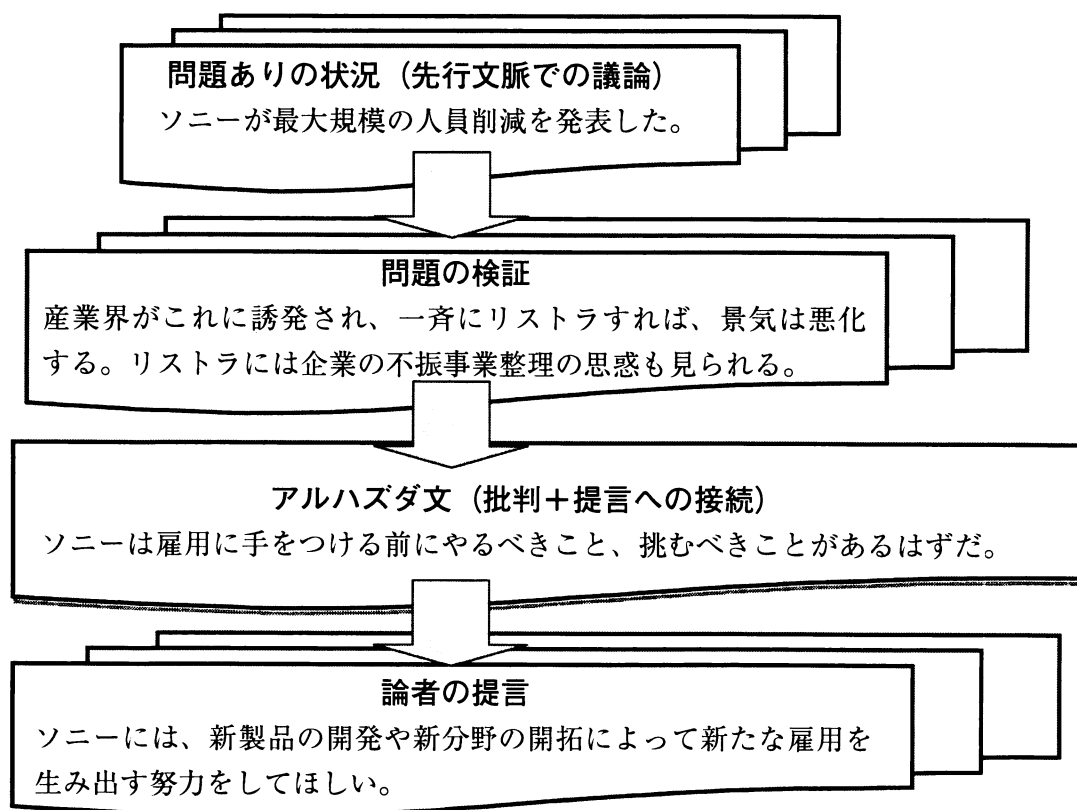 問題ありの状況（先行文脈での議論）
ソニーが最大規模の人員削減を発表した。
問題の検証
産業界がこれに誘発され、一斉にリストラすれば、景気は悪化
する。リストラには企業の不振事業整理の思惑も見られる。
アルハズダ文（批判＋提言への接続）
ソニーは雇用に手をつける前にやるべきこと、挑むべきことがあるはずだ。
論者の提言
ソニーには、新製品の開発や新分野の開拓によって新たな雇用を
生み出す努力をしてほしい。